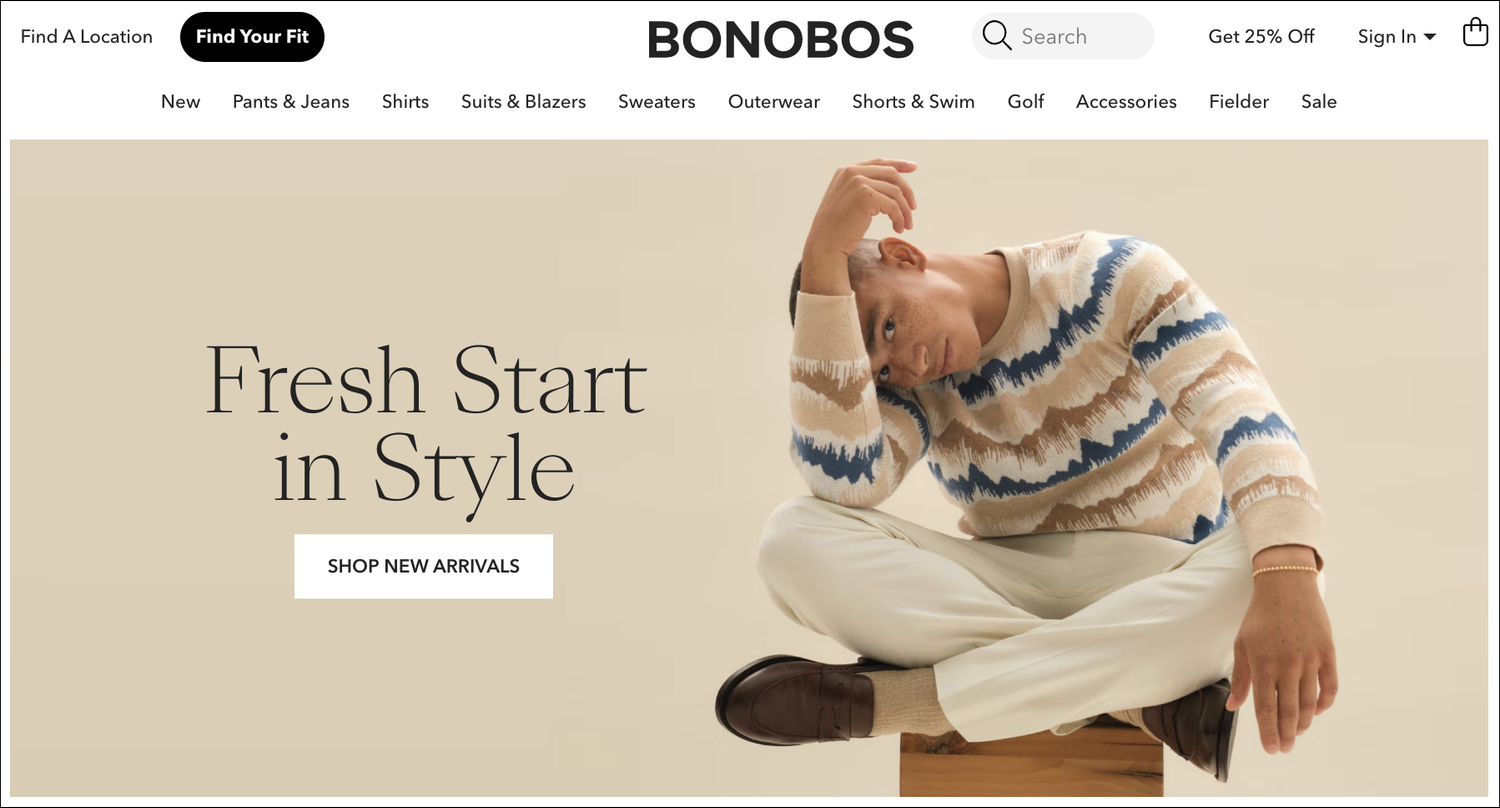 Find A Location
Find Your Fit
BONOBOS
Search
Get 25% Off
Sign In
New
Pants & Jeans
Shirts
Suits & Blazers
Sweaters
Outerwear
Shorts & Swim
Golf
Accessories
Fielder
Sale
Fresh Start
in Style
SHOP NEW ARRIVALS